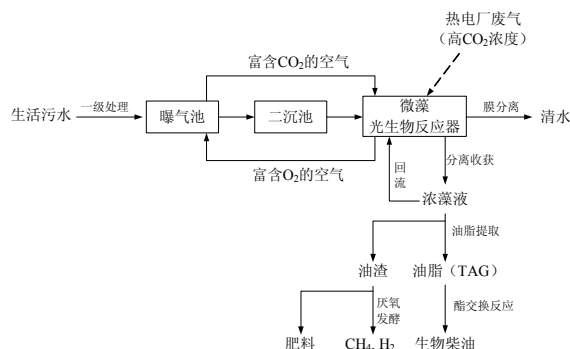 热电厂废气
（高CO₂浓度）
富含CO₂的空气
生活污水
一级处理
曝气池
二沉池
微藻
光生物反应器
膜分离
清水
富含O₂的空气
回
流
分离收获
浓藻液
油脂提取
油渣
油脂（TAG）
厌氧
发酵
酯交换反应
肥料
CH₄, H₂
生物柴油